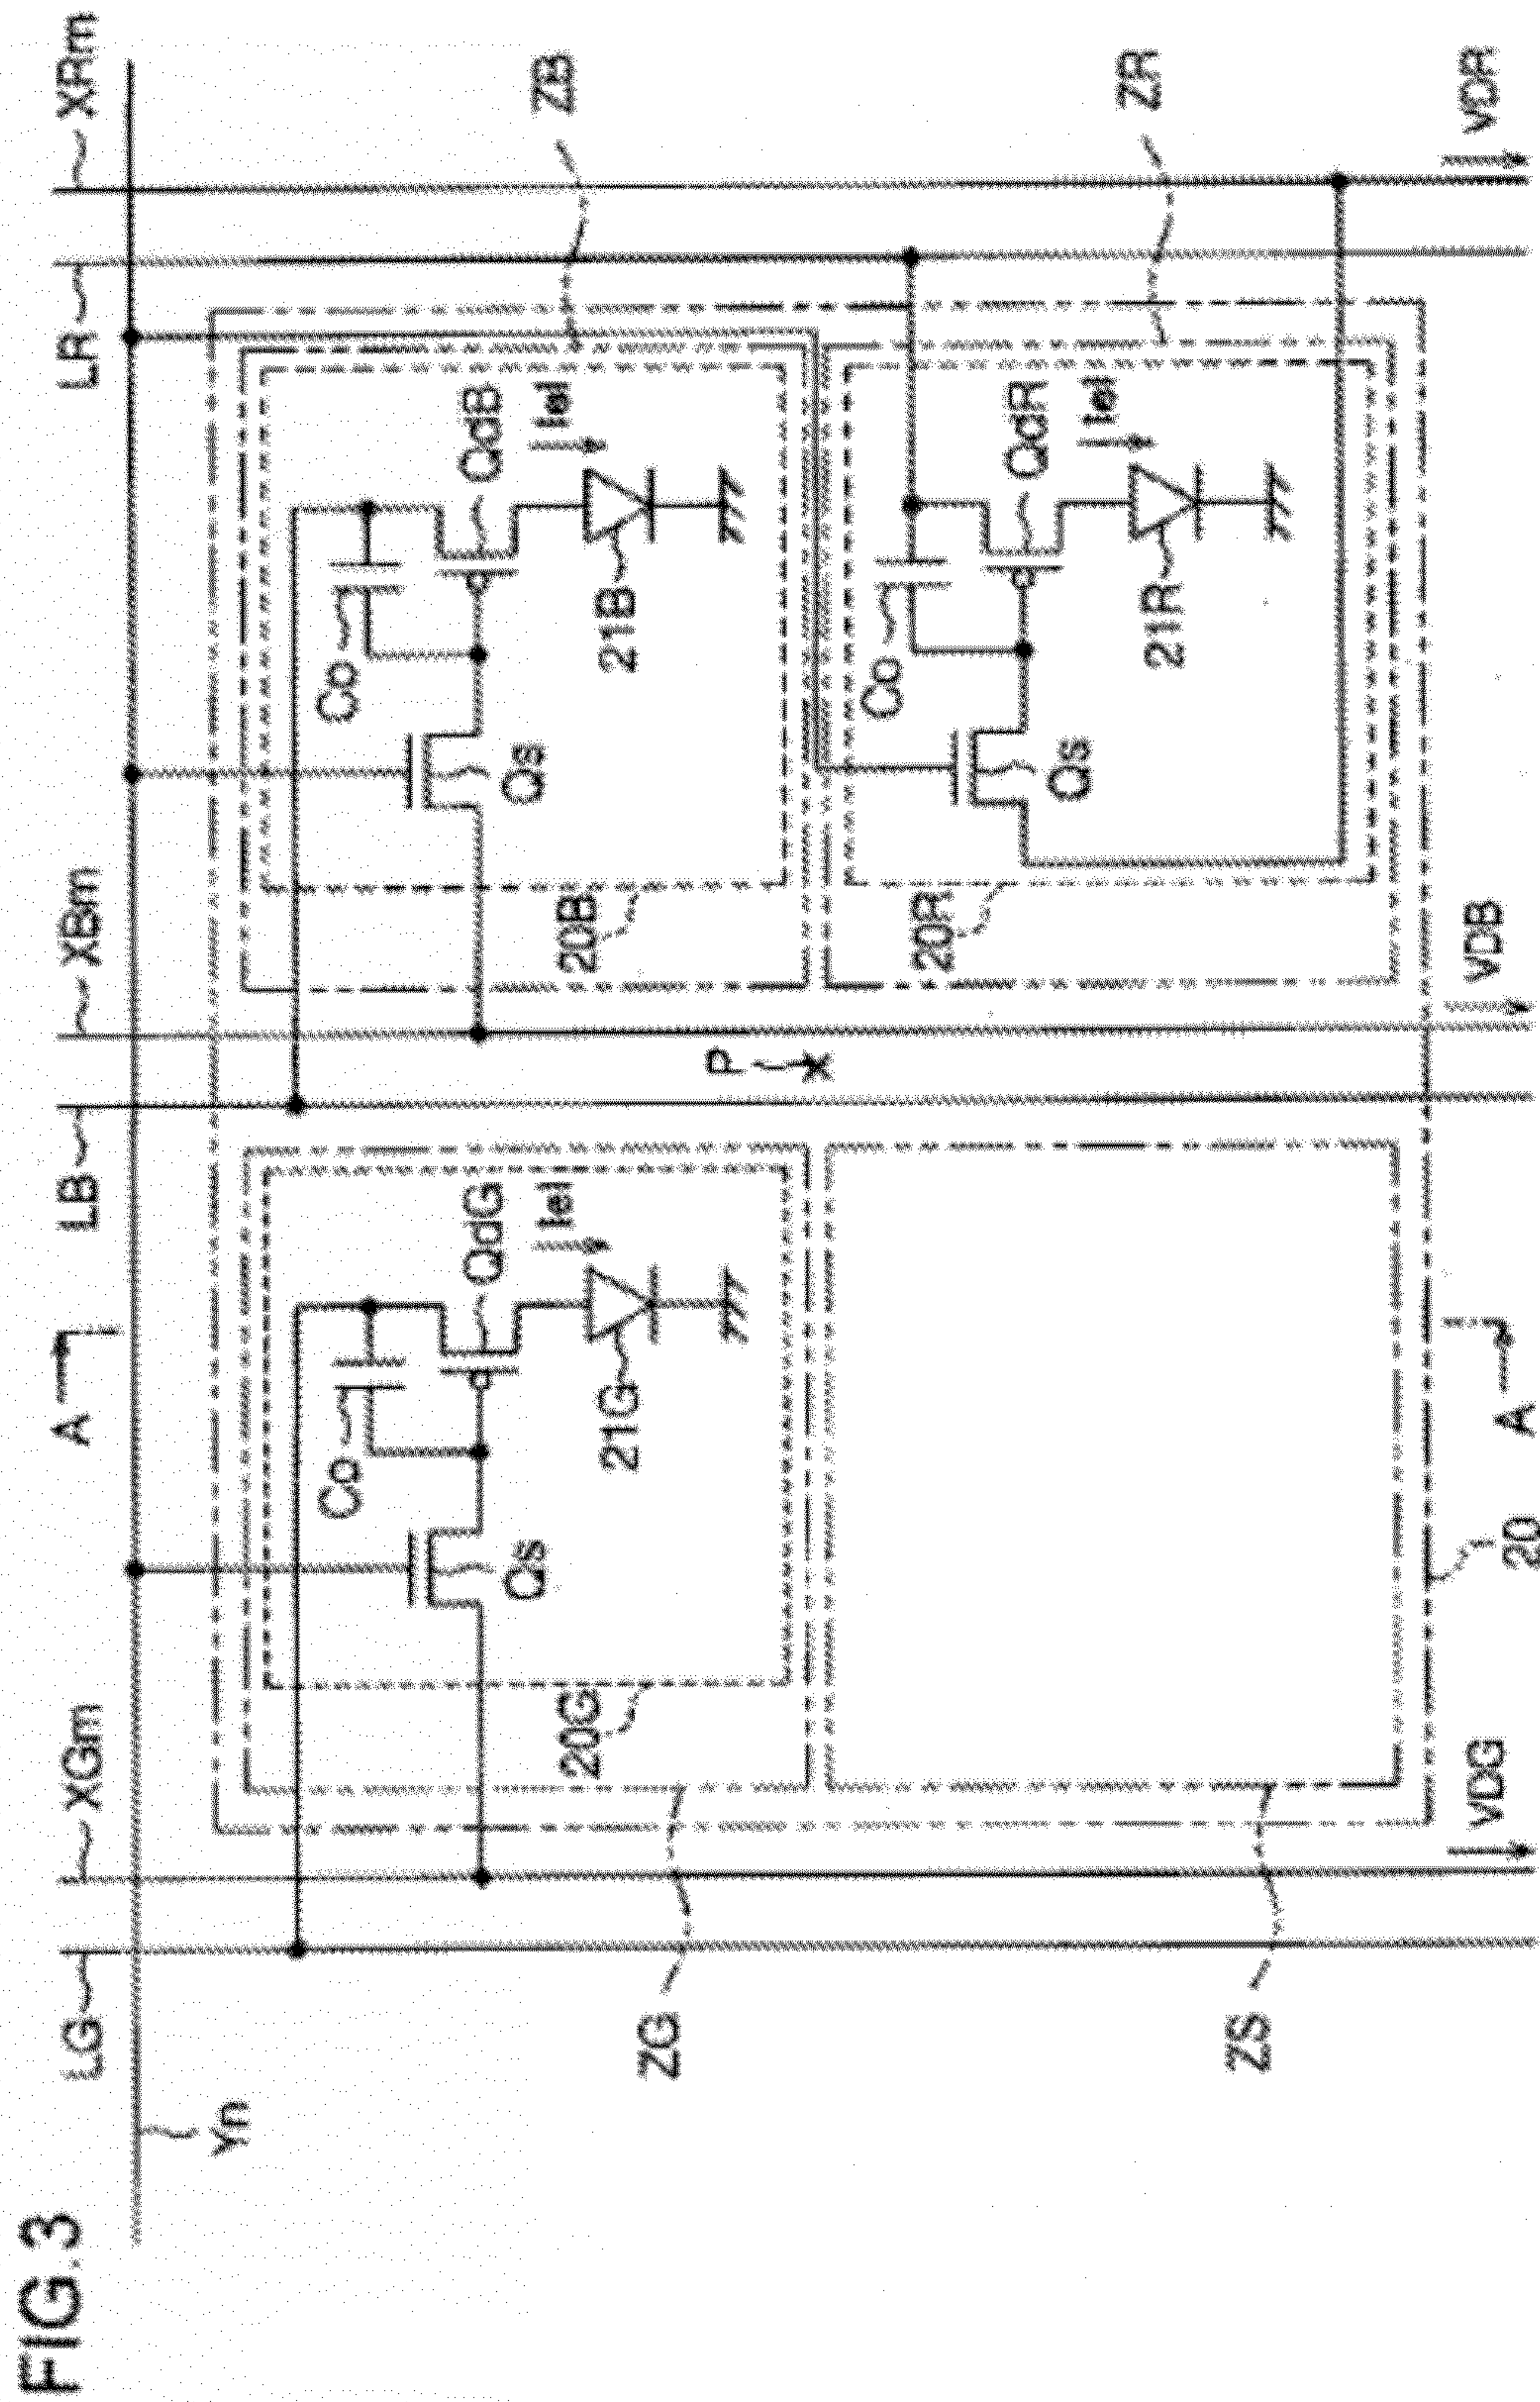 FIG.3
LG
XGm
A
LB
XBm
LR
XRm
Yn
Co
QdG
Co
QdB
Qs
Iel
Qs
Iel
ZB
20G
21G
20B
21B
ZG
P
Co
QdR
20R
Qs
Iel
21R
ZR
ZS
VDG
20
A
VDB
VDR